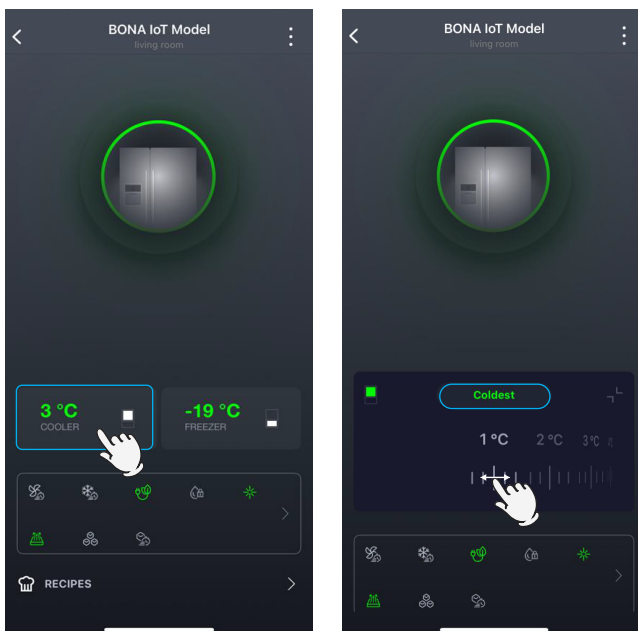 BONA IoT Model
living room
3 °C
COOLER
-19 °C
FREEZER
RECIPES
BONA IoT Model
living room
Coldest
1 °C 2 °C 3 °C